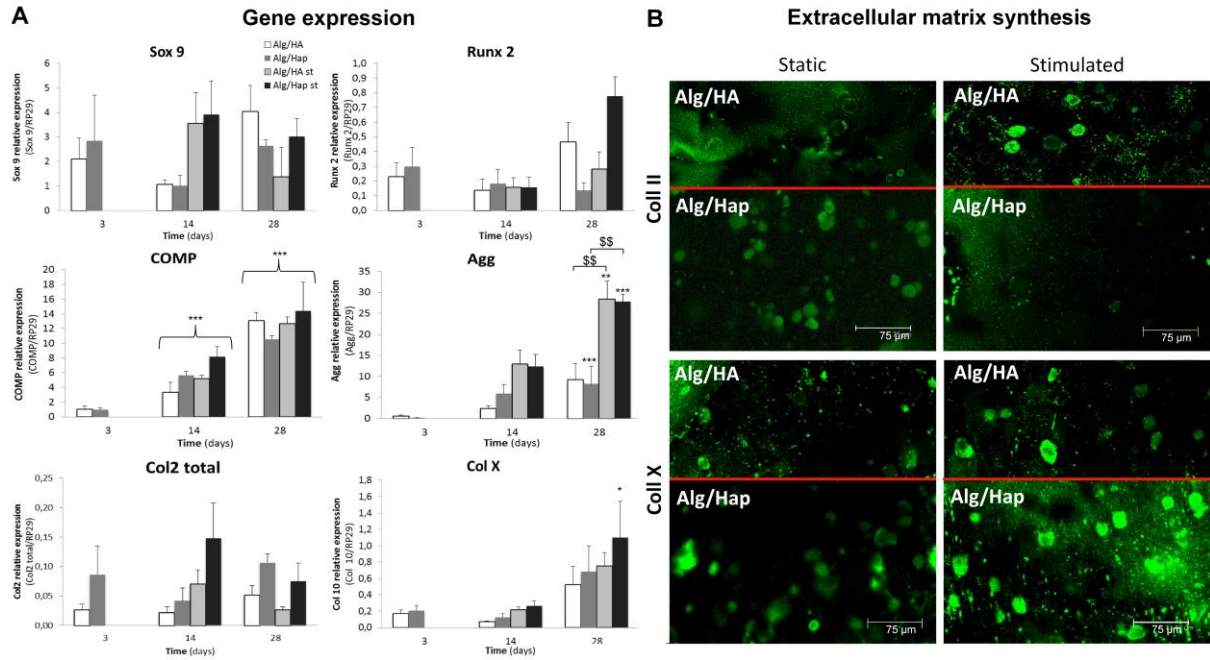 A
Gene expression
Sox 9
Sox 9 relative expression
(Sox 9/RP29)
6
5
4
3
2
1
0
3
14
28
Time (days)
Alg/HA
Alg/Hap
Alg/HA st
Alg/Hap st
Runx 2
Runx 2 relative expression
(Runx 2/RP29)
1,0
0,9
0,8
0,7
0,6
0,5
0,4
0,3
0,2
0,1
0,0
3
14
28
Time (days)
COMP
COMP relative expression
(COMP/RP29)
20
18
16
14
12
10
8
6
4
2
0
***
***
3
14
28
Time (days)
Agg
Agg relative expression
(Agg/RP29)
35
30
25
20
15
10
5
0
$$
$$
**
***
***
3
14
28
Time (days)
Col2 total
Col2 relative expression
(Col2 total/RP29)
0,25
0,20
0,15
0,10
0,05
0,00
3
14
28
Time (days)
Col X
Col 10 relative expression
(Col 10/RP29)
1,8
1,6
1,4
1,2
1,0
0,8
0,6
0,4
0,2
0
*
3
14
28
Time (days)
B
Extracellular matrix synthesis
Static
Stimulated
Coll II
Alg/HA
Alg/HA
Alg/Hap
Alg/Hap
75 µm
75 µm
Coll X
Alg/HA
Alg/HA
Alg/Hap
Alg/Hap
75 µm
75 µm